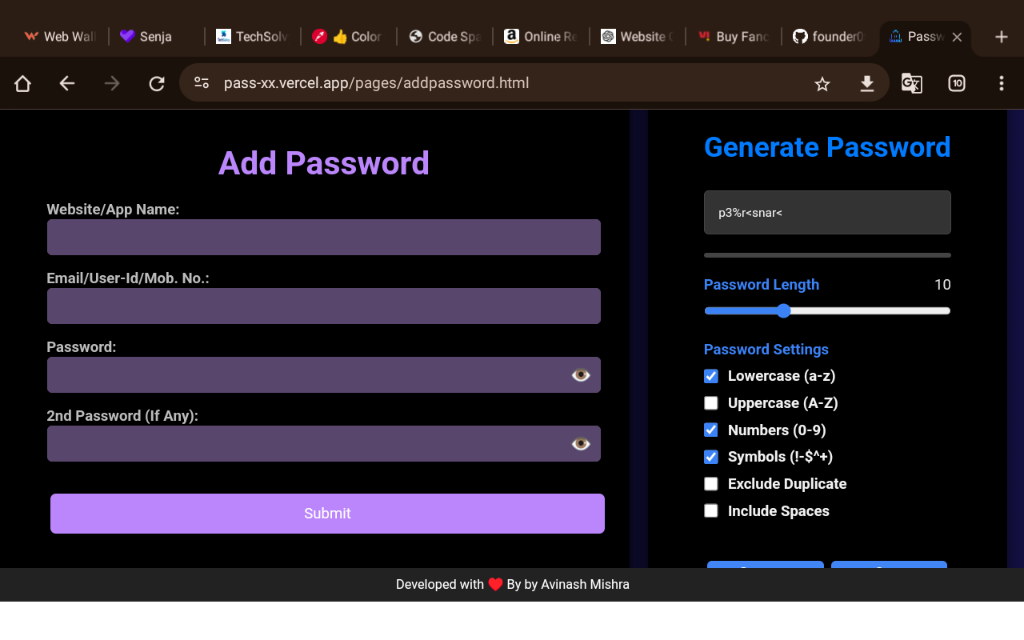 Web Wall
Senja
TechSolv
👍 Color
Code Spa
Online Re
Website
Buy Fanc
founder0
Passw
pass-xx.vercel.app/pages/addpassword.html
10
Add Password
Website/App Name:
Email/User-Id/Mob. No.:
Password:
2nd Password (If Any):
Submit
Generate Password
p3%r<snar<
Password Length 10
Password Settings
Lowercase (a-z)
Uppercase (A-Z)
Numbers (0-9)
Symbols (!-$^+)
Exclude Duplicate
Include Spaces
Developed with ❤️ By by Avinash Mishra